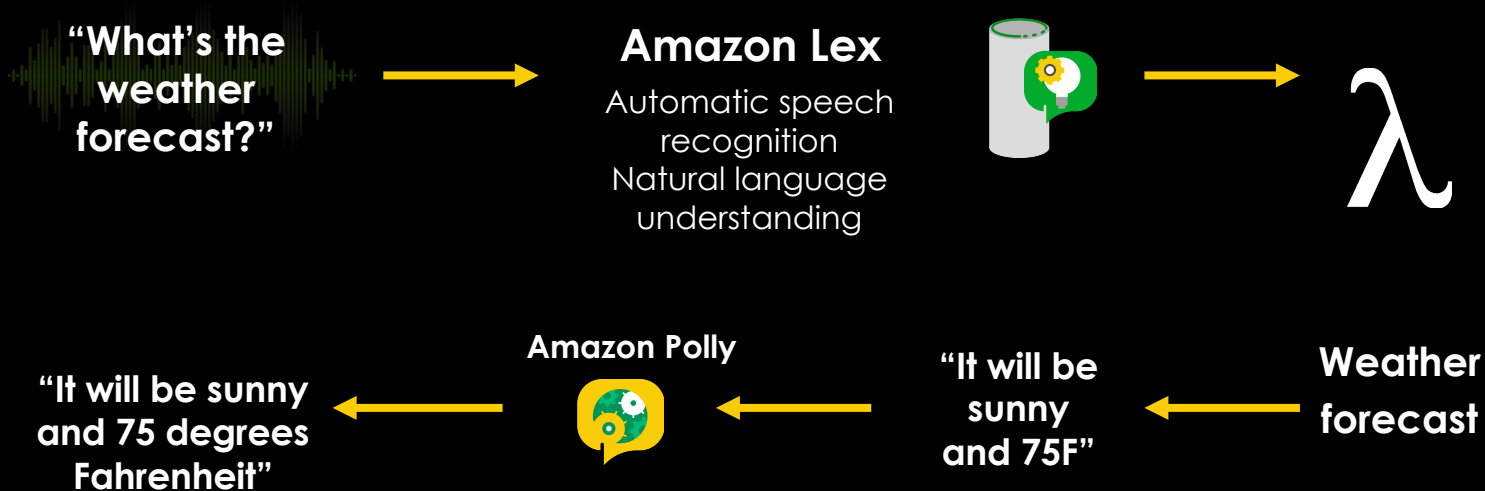 “What’s the
weather
forecast?”
Amazon Lex
Automatic speech
recognition
Natural language
understanding
λ
Amazon Polly
“It will be sunny
and 75 degrees
Fahrenheit”
“It will be
sunny
and 75F”
Weather
forecast